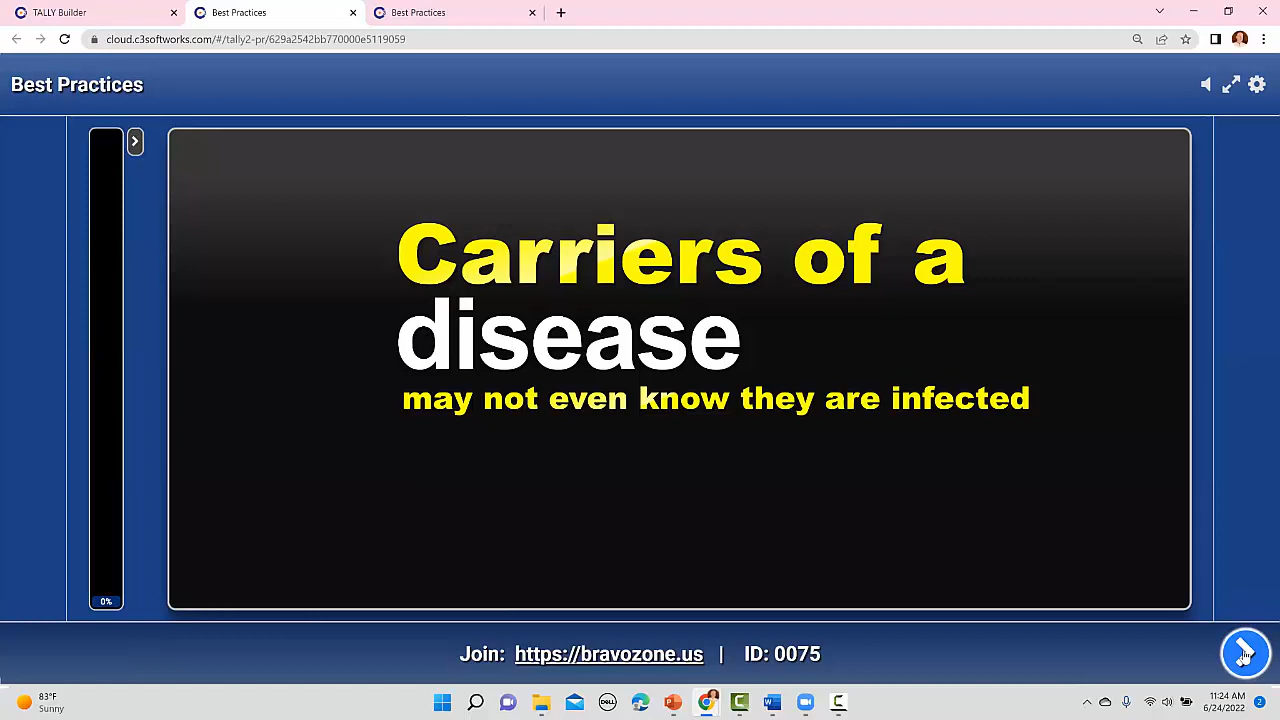 TALLY Builder
Best Practices
Best Practices
cloud.c3softworks.com/#/tally2-pr/629a2542bb770000e5119059
Best Practices
Carriers of a
disease
may not even know they are infected
0%
Join: https://bravozone.us | ID: 0075
83°F
Sunny
DELL
11:24 AM
6/24/2022
2